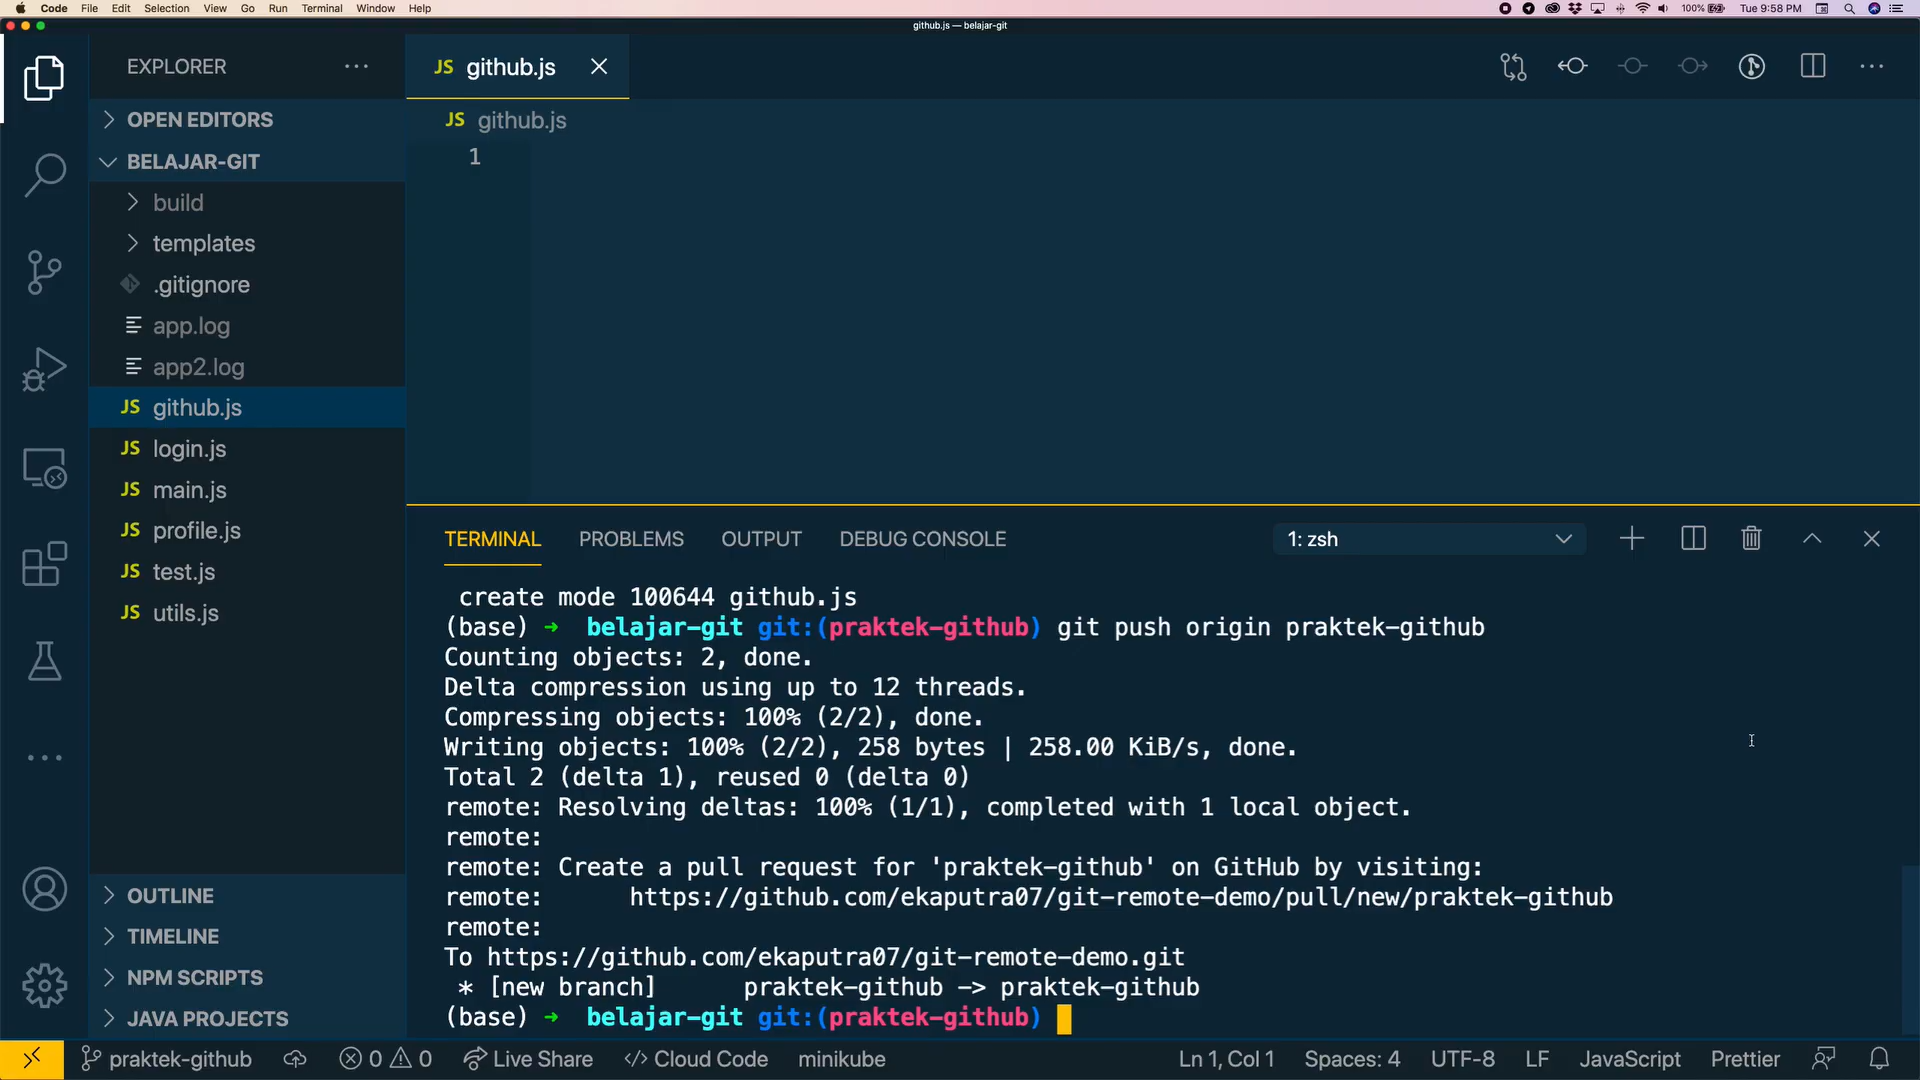 Code File Edit Selection View Go Run Terminal Window Help 100% Tue 9:58 PM
github.js — belajar-git
EXPLORER
OPEN EDITORS
BELAJAR-GIT
build
templates
.gitignore
app.log
app2.log
JS github.js
JS login.js
JS main.js
JS profile.js
JS test.js
JS utils.js
OUTLINE
TIMELINE
NPM SCRIPTS
JAVA PROJECTS
JS github.js
JS github.js
1
TERMINAL PROBLEMS OUTPUT DEBUG CONSOLE 1: zsh
create mode 100644 github.js
(base) ➜ belajar-git git:(praktek-github) git push origin praktek-github
Counting objects: 2, done.
Delta compression using up to 12 threads.
Compressing objects: 100% (2/2), done.
Writing objects: 100% (2/2), 258 bytes | 258.00 KiB/s, done.
Total 2 (delta 1), reused 0 (delta 0)
remote: Resolving deltas: 100% (1/1), completed with 1 local object.
remote:
remote: Create a pull request for 'praktek-github' on GitHub by visiting:
remote: https://github.com/ekaputra07/git-remote-demo/pull/new/praktek-github
remote:
To https://github.com/ekaputra07/git-remote-demo.git
* [new branch] praktek-github -> praktek-github
(base) ➜ belajar-git git:(praktek-github)
praktek-github 0 0 Live Share Cloud Code minikube Ln 1, Col 1 Spaces: 4 UTF-8 LF JavaScript Prettier